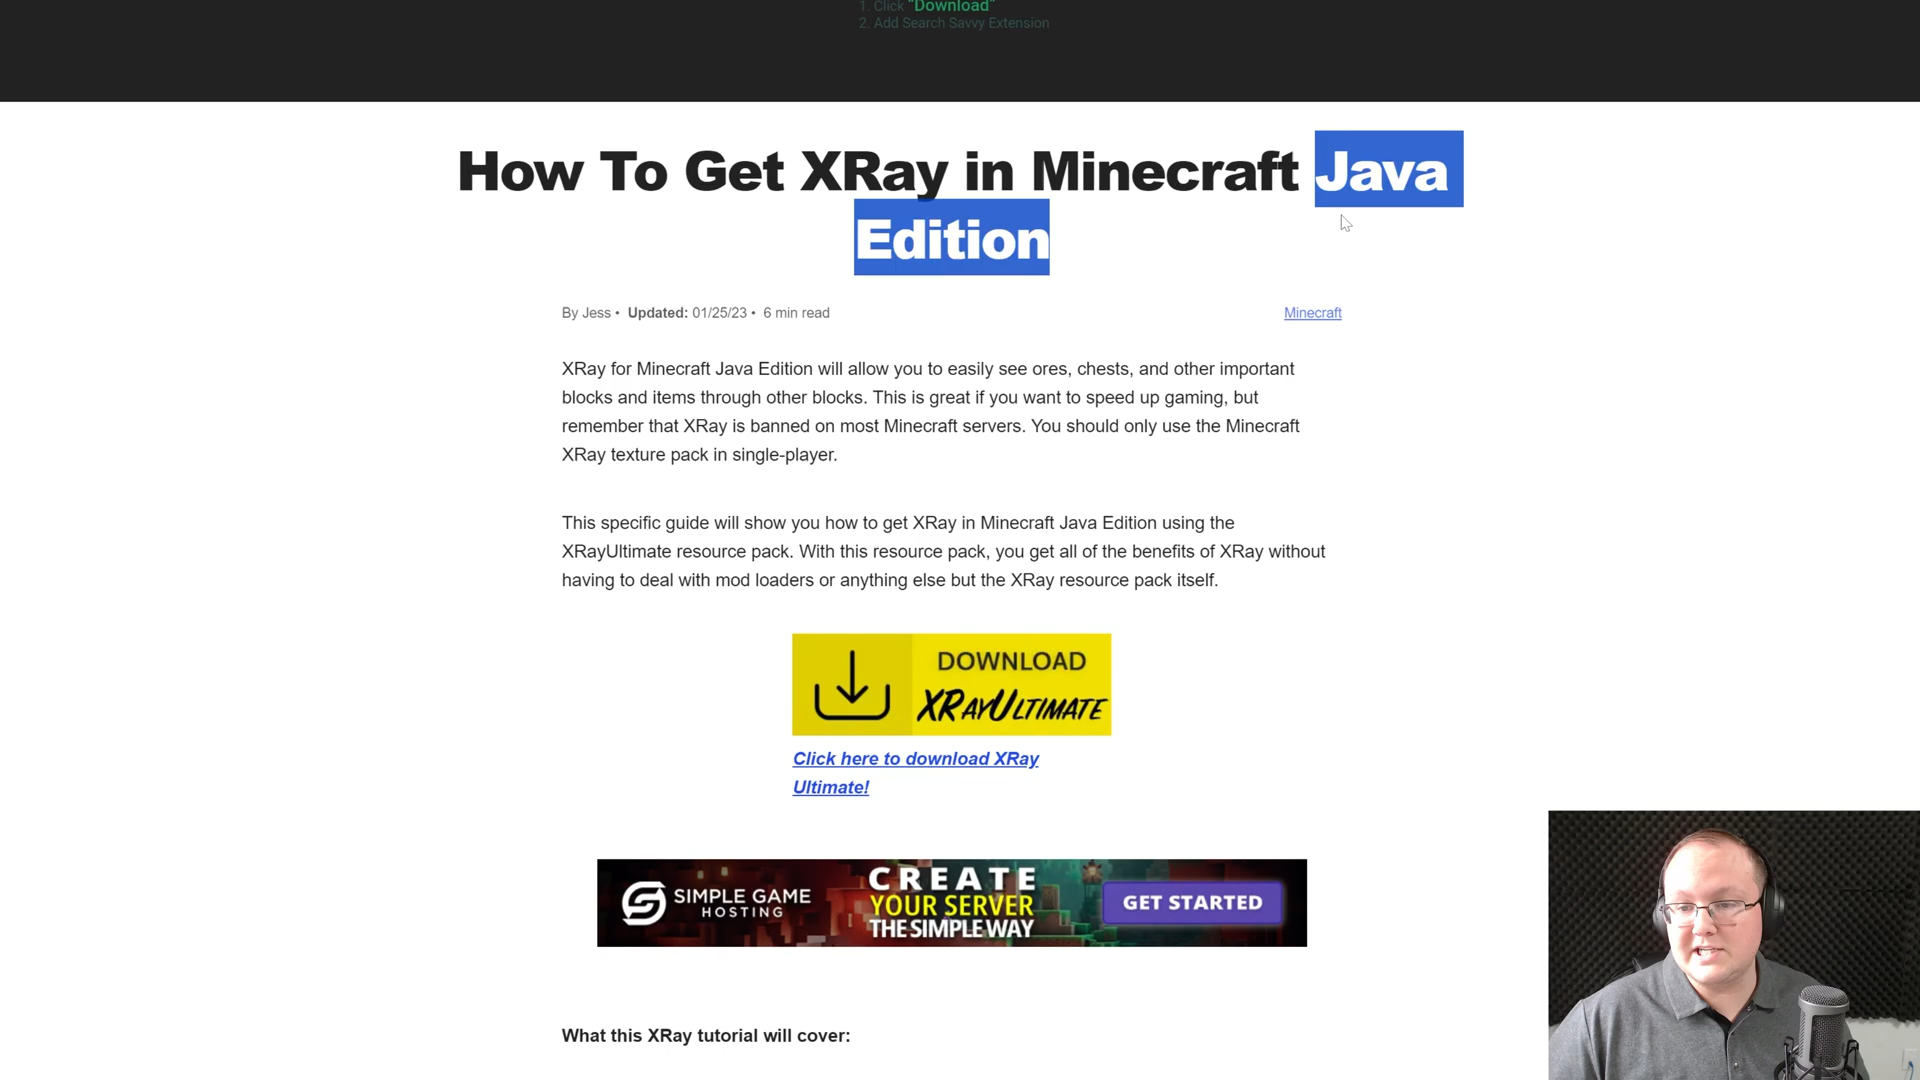 1. Click "Download"
2. Add Search Savvy Extension
How To Get XRay in Minecraft Java
Edition
By Jess • Updated: 01/25/23 • 6 min read
Minecraft
XRay for Minecraft Java Edition will allow you to easily see ores, chests, and other important
blocks and items through other blocks. This is great if you want to speed up gaming, but
remember that XRay is banned on most Minecraft servers. You should only use the Minecraft
XRay texture pack in single-player.
This specific guide will show you how to get XRay in Minecraft Java Edition using the
XRayUltimate resource pack. With this resource pack, you get all of the benefits of XRay without
having to deal with mod loaders or anything else but the XRay resource pack itself.
DOWNLOAD
XRAYULTIMATE
Click here to download XRay
Ultimate!
SIMPLE GAME
HOSTING
CREATE
YOUR SERVER
THE SIMPLE WAY
GET STARTED
What this XRay tutorial will cover: